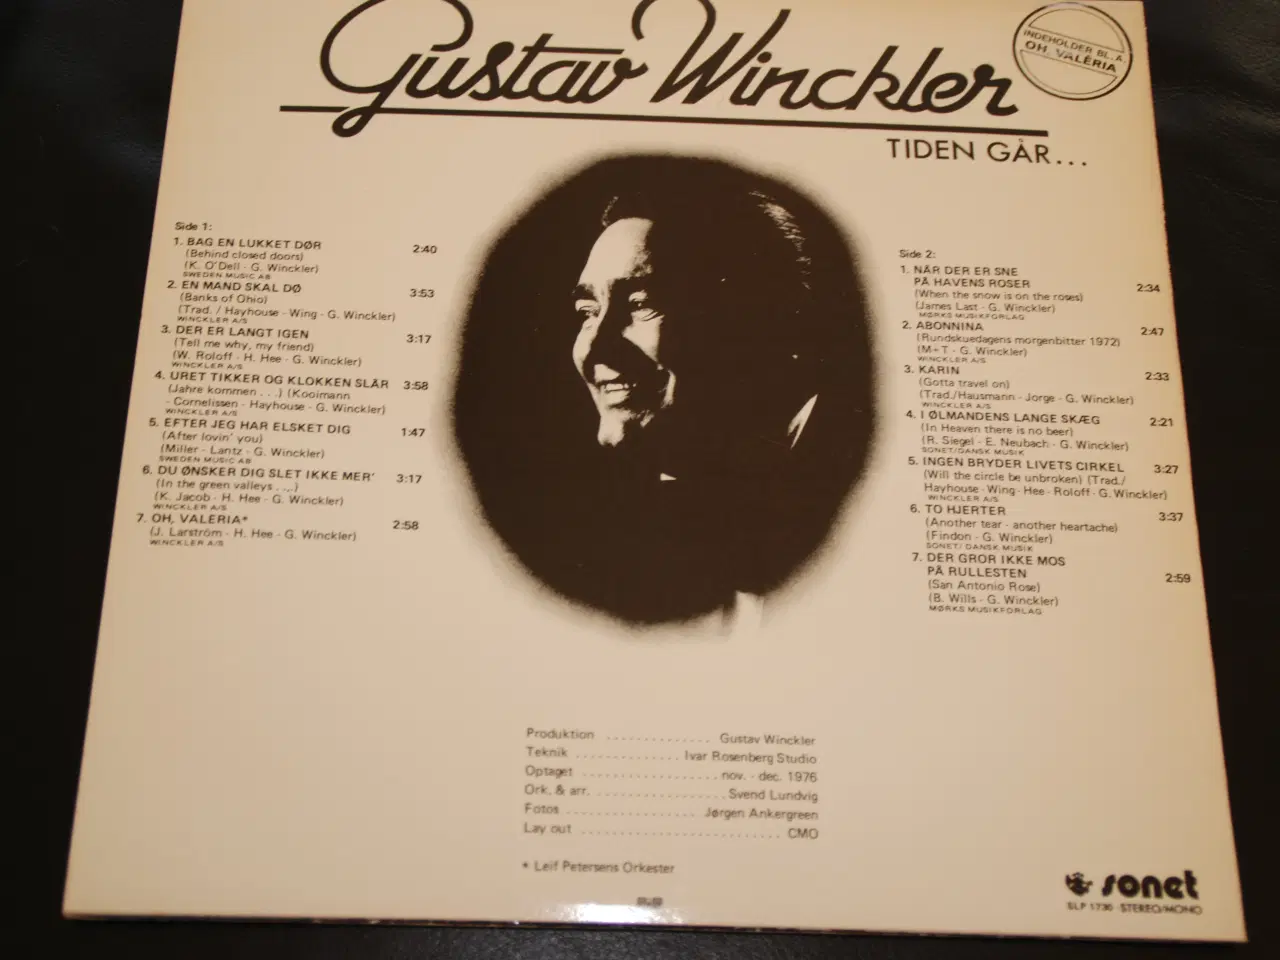 Gustav Winckler
INDEHOLDER BL. A.
OH, VALÉRIA
TIDEN GÅR...
Side 1:
1. BAG EN LUKKET DØR 2:40
(Behind closed doors)
(K. O'Dell - G. Winckler)
SWEDEN MUSIC AB
2. EN MAND SKAL DØ 3:53
(Banks of Ohio)
(Trad. / Hayhouse - Wing - G. Winckler)
WINCKLER A/S
3. DER ER LANGT IGEN 3:17
(Tell me why, my friend)
(W. Roloff - H. Hee - G. Winckler)
WINCKLER A/S
4. URET TIKKER OG KLOKKEN SLÅR 3:58
(Jahre kommen . . .) (Kooimann
- Cornelissen - Hayhouse - G. Winckler)
WINCKLER A/S
5. EFTER JEG HAR ELSKET DIG 1:47
(After lovin' you)
(Miller - Lantz - G. Winckler)
SWEDEN MUSIC AB
6. DU ØNSKER DIG SLET IKKE MER' 3:17
(In the green valleys . . .)
(K. Jacob - H. Hee - G. Winckler)
WINCKLER A/S
7. OH, VALERIA* 2:58
(J. Larström - H. Hee - G. Winckler)
WINCKLER A/S
Side 2:
1. NÅR DER ER SNE
PÅ HAVENS ROSER 2:34
(When the snow is on the roses)
(James Last - G. Winckler)
MØRKS MUSIKFORLAG
2. ABONNINA 2:47
(Rundskuedagens morgenbitter 1972)
(M+T - G. Winckler)
WINCKLER A/S
3. KARIN 2:33
(Gotta travel on)
(Trad./Hausmann - Jorge - G. Winckler)
WINCKLER A/S
4. I ØLMANDENS LANGE SKÆG 2:21
(In Heaven there is no beer)
(R. Siegel - E. Neubach - G. Winckler)
SONET/DANSK MUSIK
5. INGEN BRYDER LIVETS CIRKEL 3:27
(Will the circle be unbroken) (Trad./
Hayhouse - Wing - Hee - Roloff - G. Winckler)
WINCKLER A/S
6. TO HJERTER 3:37
(Another tear - another heartache)
(Findon - G. Winckler)
SONET/ DANSK MUSIK
7. DER GROR IKKE MOS
PÅ RULLESTEN 2:59
(San Antonio Rose)
(B. Wills - G. Winckler)
MØRKS MUSIKFORLAG
Produktion .............. Gustav Winckler
Teknik ............. Ivar Rosenberg Studio
Optaget ................. nov. - dec. 1976
Ork. & arr. ................. Svend Lundvig
Fotos ................. Jørgen Ankergreen
Lay out ......................... CMO
* Leif Petersens Orkester
sonet
SLP 1730 - STEREO/MONO